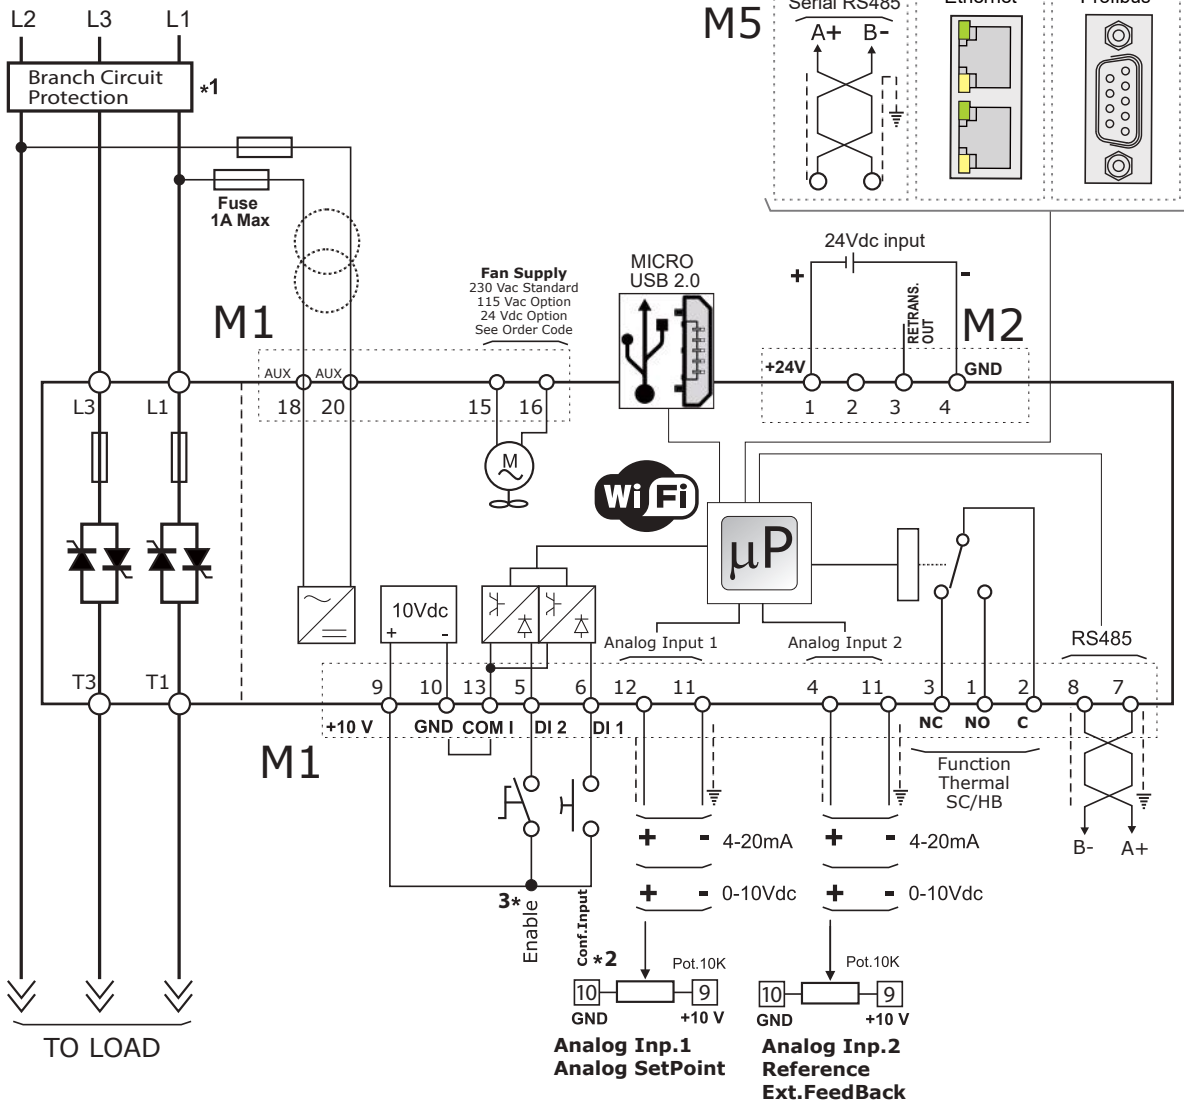 L2 L3 L1
M5
Serial RS485
Ethernet
Profibus
A+ B-
Branch Circuit
Protection
*1
Fuse
1A Max
24Vdc input
+ -
MICRO
USB 2.0
Fan Supply
230 Vac Standard
115 Vac Option
24 Vdc Option
See Order Code
RETRANS.
OUT
M1
M2
+24V
GND
AUX AUX
L3 L1
18 20
15 16
1 2 3 4
M
WiFi
µP
10Vdc
+ -
Analog Input 1
Analog Input 2
RS485
T3 T1
9 10 13 5 6 12 11 4 11 3 1 2 8 7
+10 V GND COM I DI 2 DI 1
NC NO C
M1
Function
Thermal
SC/HB
+ - 4-20mA
+ - 4-20mA
B- A+
+ - 0-10Vdc
+ - 0-10Vdc
3*
Enable
Conf.Input
*2
Pot.10K
Pot.10K
10 9
10 9
GND +10 V
GND +10 V
TO LOAD
Analog Inp.1
Analog SetPoint
Analog Inp.2
Reference
Ext.FeedBack